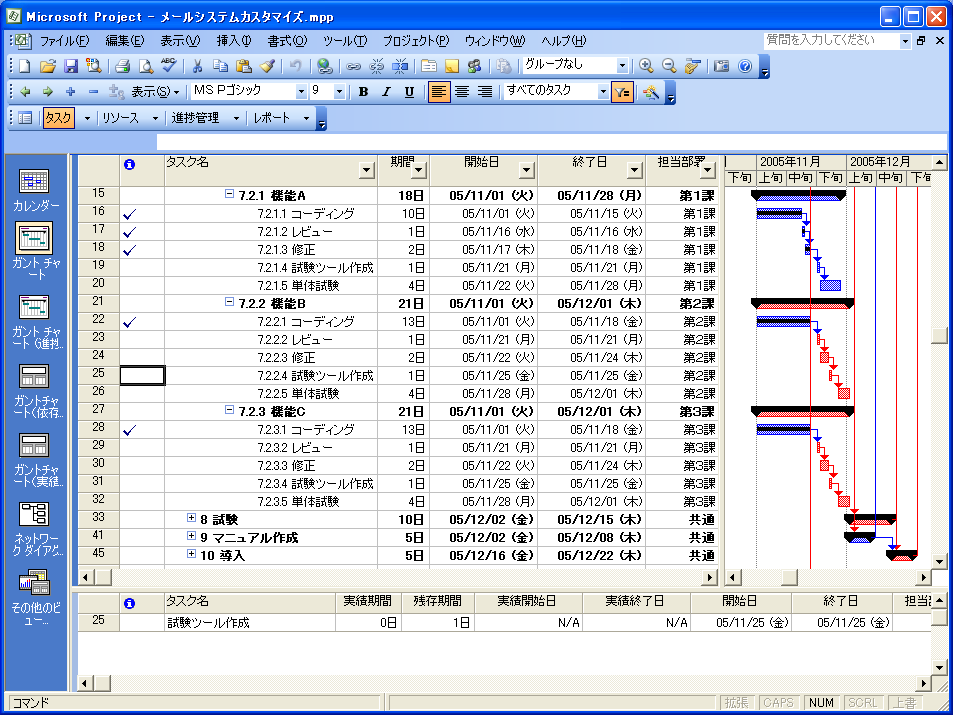 Microsoft Project - メールシステムカスタマイズ.mpp
ファイル(F) 編集(E) 表示(V) 挿入(I) 書式(O) ツール(T) プロジェクト(P) ウィンドウ(W) ヘルプ(H) 質問を入力してください
グループなし
表示(S) MS Pゴシック 9 B I U すべてのタスク
タスク リソース 進捗管理 レポート
タスク名 期間 開始日 終了日 担当部署 2005年11月 2005年12月
下旬 上旬 中旬 下旬 上旬 中旬 下旬
15 7.2.1 機能A 18日 05/11/01 (火) 05/11/28 (月) 第1課
16 7.2.1.1 コーディング 10日 05/11/01 (火) 05/11/15 (火) 第1課
17 7.2.1.2 レビュー 1日 05/11/16 (水) 05/11/16 (水) 第1課
18 7.2.1.3 修正 2日 05/11/17 (木) 05/11/18 (金) 第1課
19 7.2.1.4 試験ツール作成 1日 05/11/21 (月) 05/11/21 (月) 第1課
20 7.2.1.5 単体試験 4日 05/11/22 (火) 05/11/28 (月) 第1課
21 7.2.2 機能B 21日 05/11/01 (火) 05/12/01 (木) 第2課
22 7.2.2.1 コーディング 13日 05/11/01 (火) 05/11/18 (金) 第2課
23 7.2.2.2 レビュー 1日 05/11/21 (月) 05/11/21 (月) 第2課
24 7.2.2.3 修正 2日 05/11/22 (火) 05/11/24 (木) 第2課
25 7.2.2.4 試験ツール作成 1日 05/11/25 (金) 05/11/25 (金) 第2課
26 7.2.2.5 単体試験 4日 05/11/28 (月) 05/12/01 (木) 第2課
27 7.2.3 機能C 21日 05/11/01 (火) 05/12/01 (木) 第3課
28 7.2.3.1 コーディング 13日 05/11/01 (火) 05/11/18 (金) 第3課
29 7.2.3.2 レビュー 1日 05/11/21 (月) 05/11/21 (月) 第3課
30 7.2.3.3 修正 2日 05/11/22 (火) 05/11/24 (木) 第3課
31 7.2.3.4 試験ツール作成 1日 05/11/25 (金) 05/11/25 (金) 第3課
32 7.2.3.5 単体試験 4日 05/11/28 (月) 05/12/01 (木) 第3課
33 8 試験 10日 05/12/02 (金) 05/12/15 (木) 共通
41 9 マニュアル作成 5日 05/12/02 (金) 05/12/08 (木) 共通
45 10 導入 5日 05/12/16 (金) 05/12/22 (木) 共通
カレンダー
ガント チャ
ート
ガント チャ
ート (進捗..
ガントチャ
ート(依存..
ガントチャ
ート(実績..
ネットワー
ク ダイアグ..
その他のビ
ュー...
タスク名 実績期間 残存期間 実績開始日 実績終了日 開始日 終了日 担当
25 試験ツール作成 0日 1日 N/A N/A 05/11/25 (金) 05/11/25 (金)
コマンド 拡張 CAPS NUM SCRL 上書